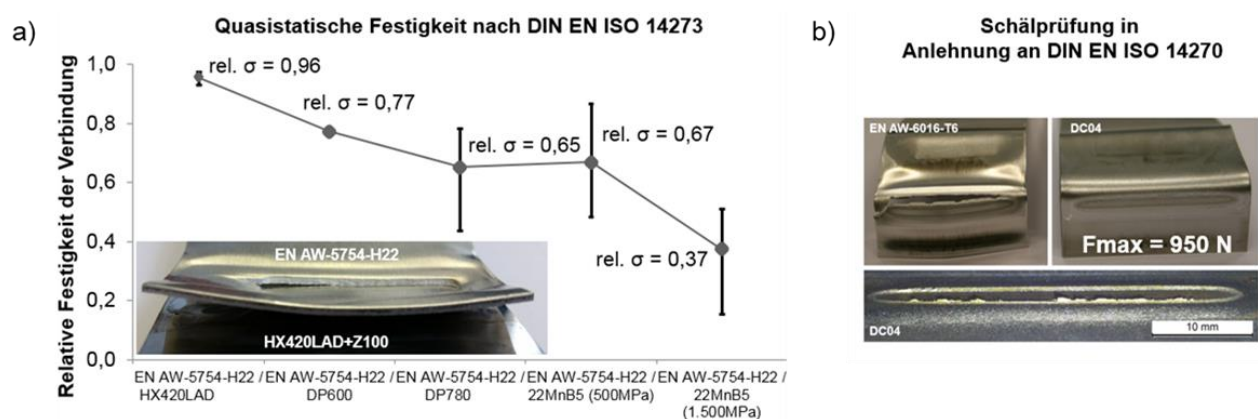 a)
Quasistatische Festigkeit nach DIN EN ISO 14273
Relative Festigkeit der Verbindung
1,0
0,8
0,6
0,4
0,2
0,0
rel. σ = 0,96
rel. σ = 0,77
rel. σ = 0,65
rel. σ = 0,67
rel. σ = 0,37
EN AW-5754-H22
HX420LAD+Z100
EN AW-5754-H22 /
HX420LAD
EN AW-5754-H22 /
DP600
EN AW-5754-H22 /
DP780
EN AW-5754-H22 /
22MnB5 (500MPa)
EN AW-5754-H22 /
22MnB5
(1.500MPa)
b)
Schälprüfung in
Anlehnung an DIN EN ISO 14270
EN AW-6016-T6
DC04
Fmax = 950 N
DC04
10 mm